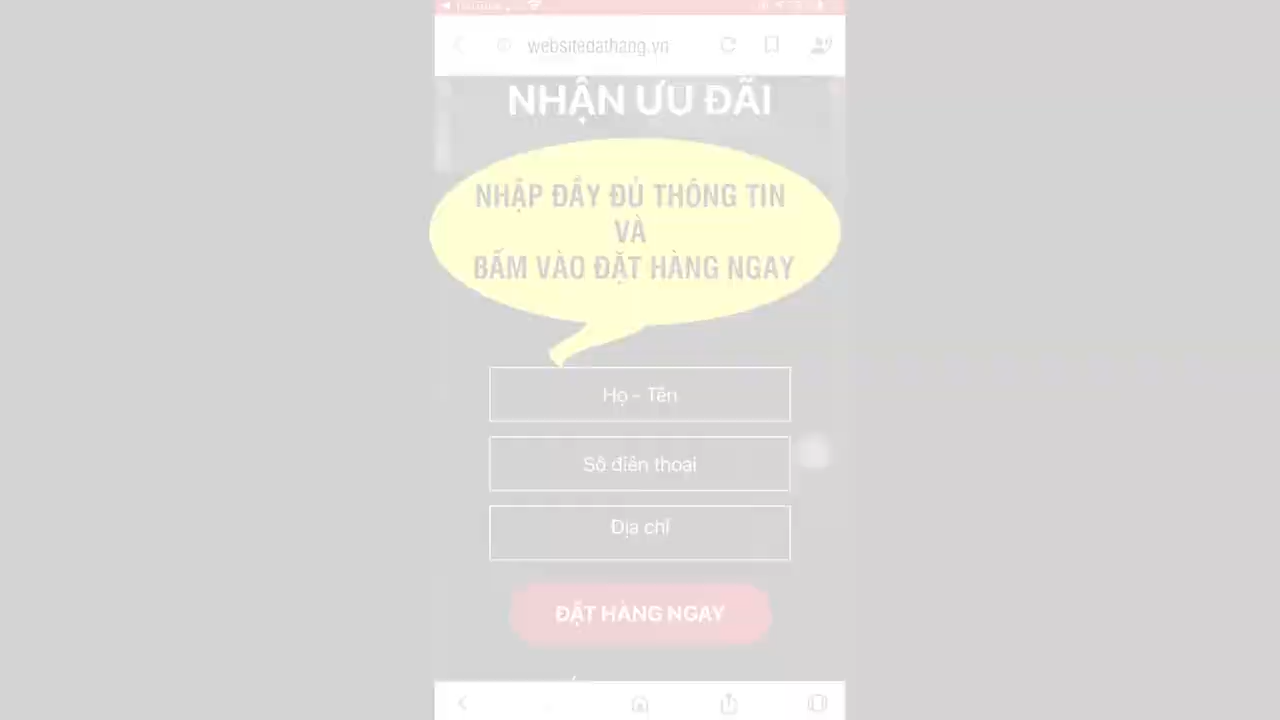 websitedathang.vn
NHẬN ƯU ĐÃI
NHẬP ĐẦY ĐỦ THÔNG TIN
VÀ
BẤM VÀO ĐẶT HÀNG NGAY
Họ - Tên
Số điện thoại
Địa chỉ
ĐẶT HÀNG NGAY